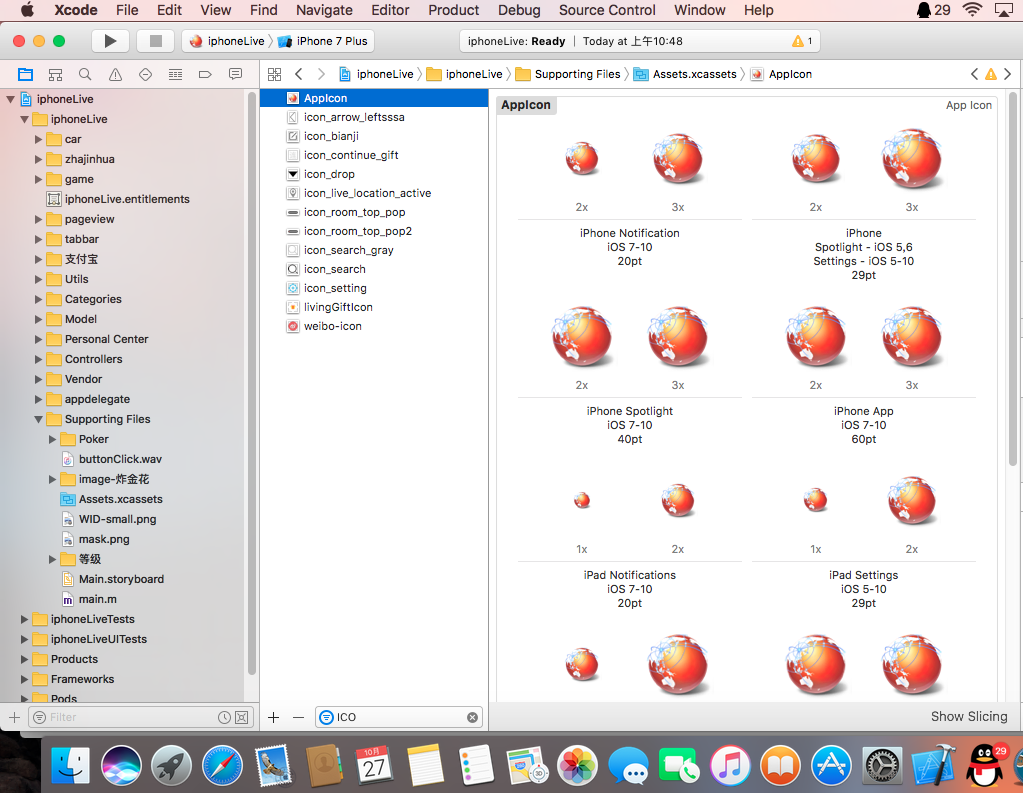 Xcode File Edit View Find Navigate Editor Product Debug Source Control Window Help 29
iphoneLive iPhone 7 Plus iphoneLive: Ready | Today at 上午10:48 1
iphoneLive iphoneLive Supporting Files Assets.xcassets AppIcon
iphoneLive
iphoneLive
car
zhajinhua
game
iphoneLive.entitlements
pageview
tabbar
支付宝
Utils
Categories
Model
Personal Center
Controllers
Vendor
appdelegate
Supporting Files
Poker
buttonClick.wav
image-炸金花
Assets.xcassets
WID-small.png
mask.png
等级
Main.storyboard
main.m
iphoneLiveTests
iphoneLiveUITests
Products
Frameworks
Pods
Filter
AppIcon
icon_arrow_leftsssa
icon_bianji
icon_continue_gift
icon_drop
icon_live_location_active
icon_room_top_pop
icon_room_top_pop2
icon_search_gray
icon_search
icon_setting
livingGiftIcon
weibo-icon
ICO
AppIcon
App Icon
2x 3x
iPhone Notification
iOS 7-10
20pt
2x 3x
iPhone
Spotlight - iOS 5,6
Settings - iOS 5-10
29pt
2x 3x
iPhone Spotlight
iOS 7-10
40pt
2x 3x
iPhone App
iOS 7-10
60pt
1x 2x
iPad Notifications
iOS 7-10
20pt
1x 2x
iPad Settings
iOS 5-10
29pt
Show Slicing
10月
27
29